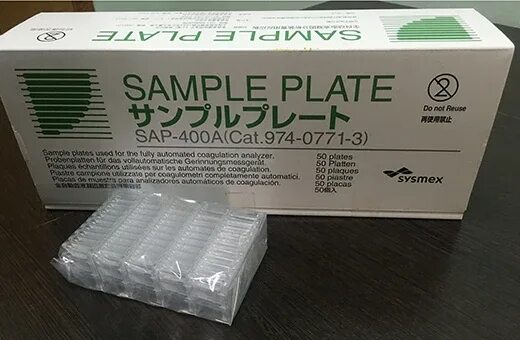 SAMPLE PLATE
SAMPLE PLATE
サンプルプレート
SAP-400A(Cat.974-0771-3)
Do not Reuse
再使用禁止
Sample plates used for the fully automated coagulation analyzer. 50 plates
Probenplatten für das vollautomatische Gerinnungsmessgerät. 50 Platten
Plaques échantillons utilisées sur les automates de coagulation. 50 plaques
Piastre campione utilizzate per coagulometri completamente automatici. 50 piastre
Placas de muestra para analizadores automáticos de coagulación. 50 placas
50個入
sysmex